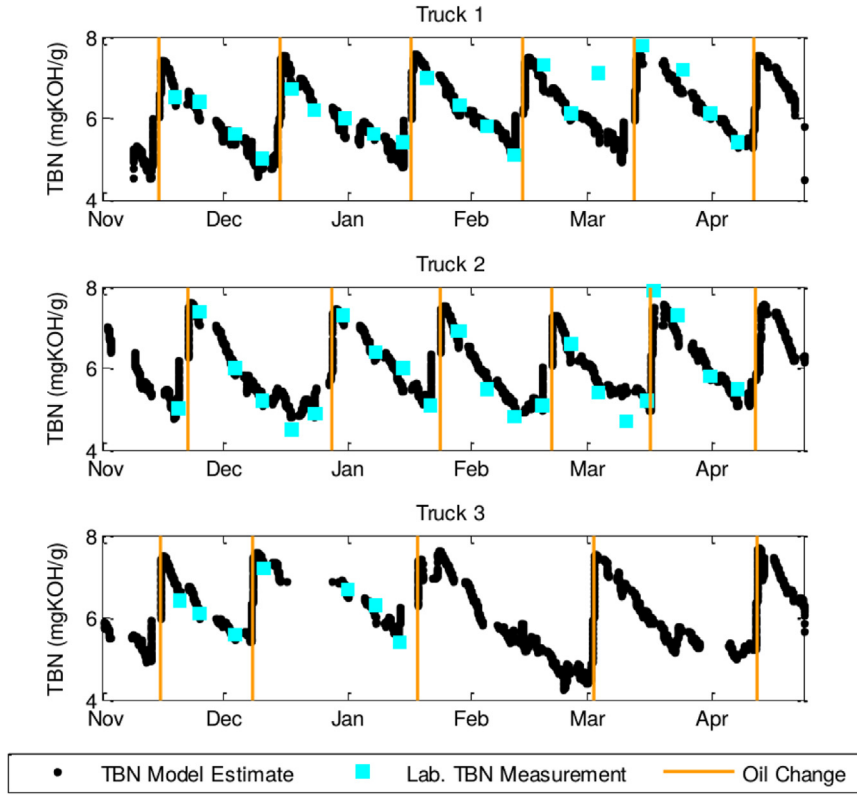 Truck 1
TBN (mgKOH/g)
8
6
4
Nov Dec Jan Feb Mar Apr
Truck 2
TBN (mgKOH/g)
8
6
4
Nov Dec Jan Feb Mar Apr
Truck 3
TBN (mgKOH/g)
8
6
4
Nov Dec Jan Feb Mar Apr
TBN Model Estimate Lab. TBN Measurement Oil Change